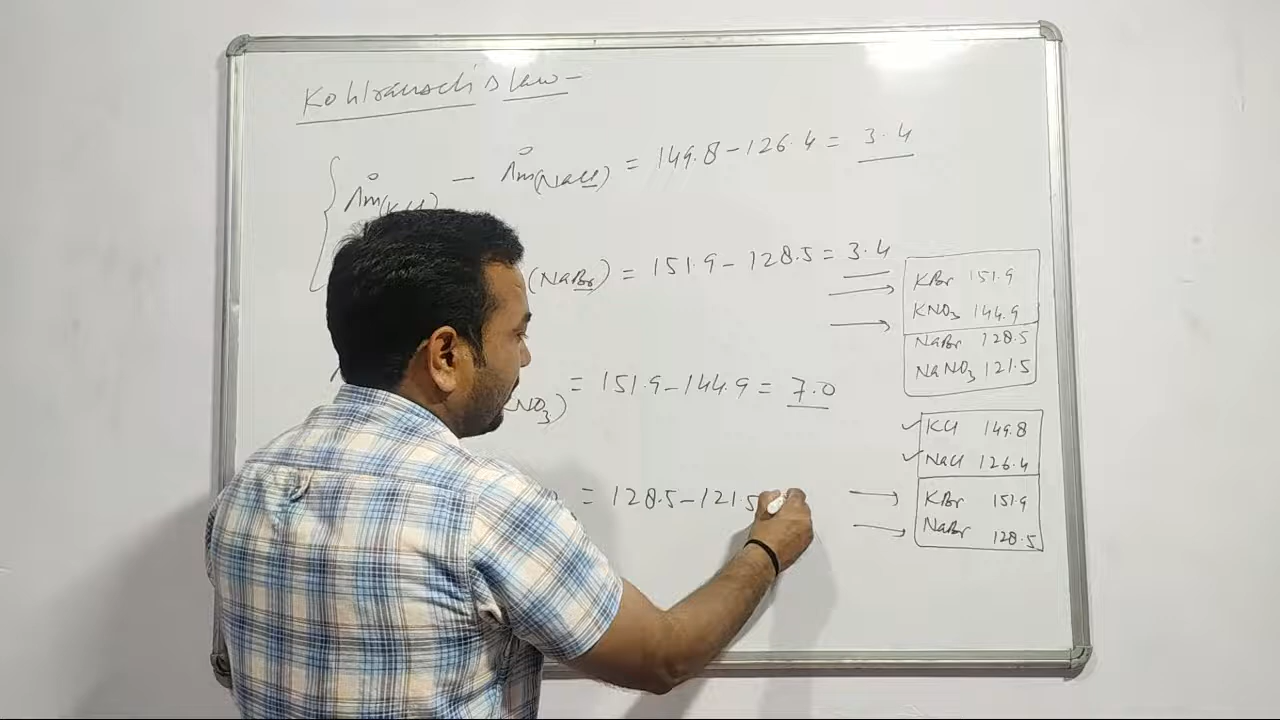 Kohlrausch's law -
Λ°m(KCl) - Λ°m(NaCl) = 149.8 - 126.4 = 3.4
(NaBr) = 151.9 - 128.5 = 3.4
NO3) = 151.9 - 144.9 = 7.0
= 128.5 - 121.5
KBr 151.9
KNO3 144.9
NaBr 128.5
NaNO3 121.5
✓ KCl 149.8
✓ NaCl 126.4
KBr 151.9
NaBr 128.5